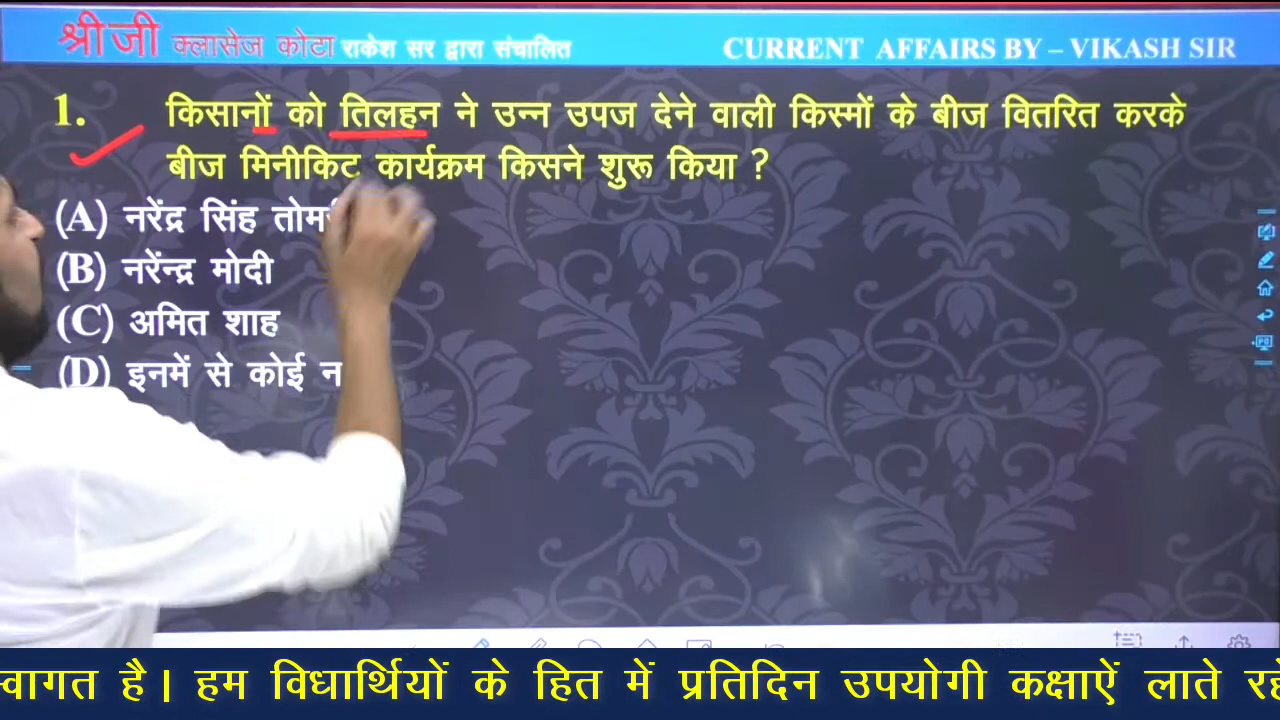 श्रीजी क्लासेज कोटा राकेश सर द्वारा संचालित CURRENT AFFAIRS BY – VIKASH SIR
1. किसानों को तिलहन ने उन्न उपज देने वाली किस्मों के बीज वितरित करके
बीज मिनीकिट कार्यक्रम किसने शुरू किया ?
(A) नरेंद्र सिंह
(B) नरेंन्द्र मोदी
(C) अमित शाह
(D) इनमें से कोई
है। हम विधार्थियों के हित में प्रतिदिन उपयोगी कक्षाऐं लाते